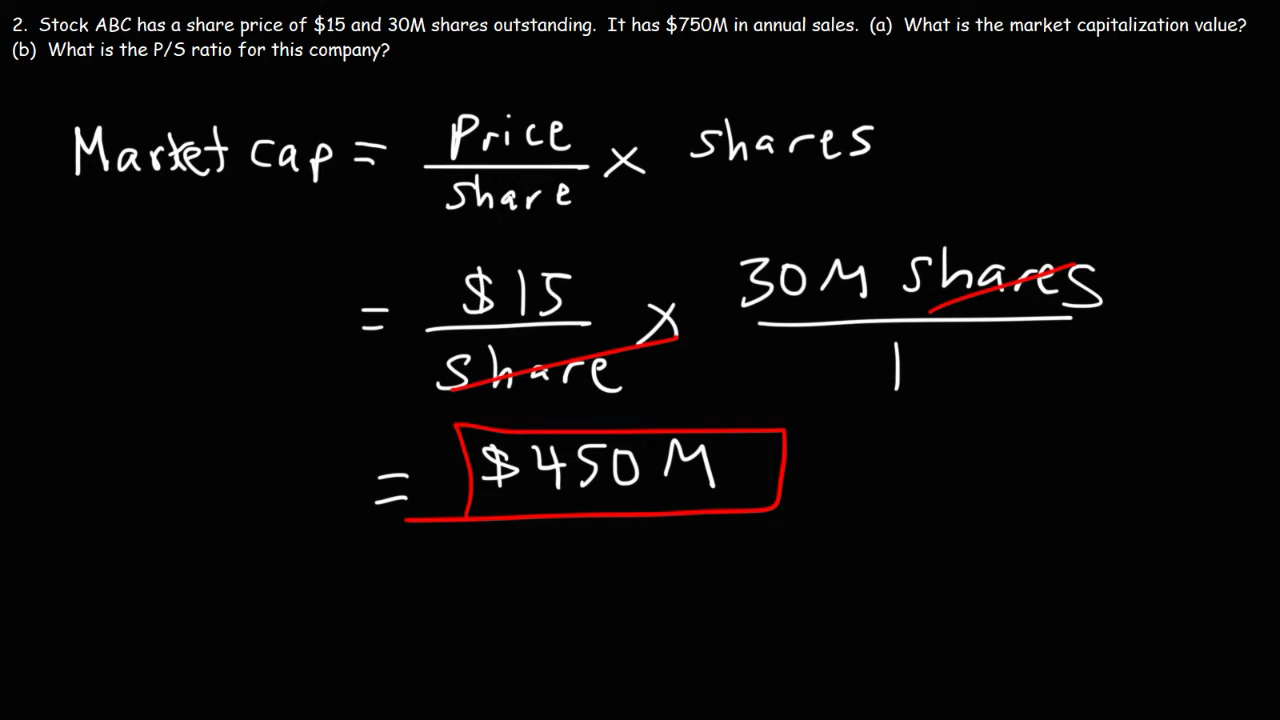 2. Stock ABC has a share price of $15 and 30M shares outstanding. It has $750M in annual sales. (a) What is the market capitalization value?
(b) What is the P/S ratio for this company?
Market cap = Price / share × shares
= $15 / share × 30M shares / 1
= $450 M